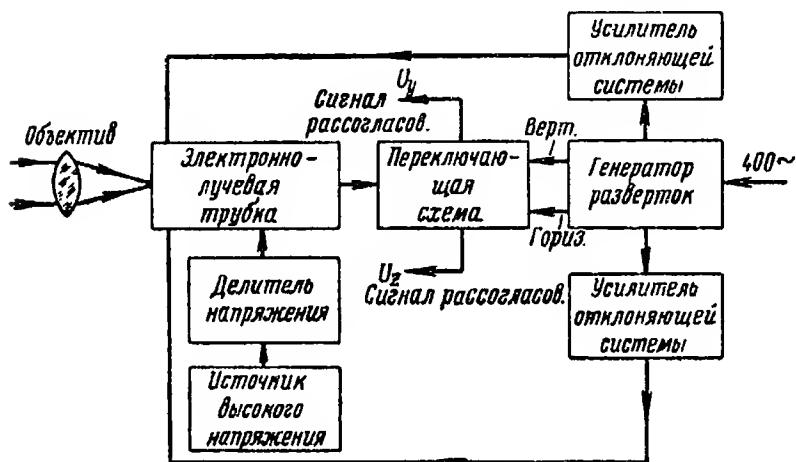 Усилитель
отклоняющей
системы
Uy
Сигнал
рассогласов.
Объектив
Верт.
Электронно-
лучевая
трубка
Переключаю-
щая
схема
Генератор
разверток
400~
Гориз.
Uz
Сигнал рассогласов.
Делитель
напряжения
Усилитель
отклоняющей
системы
Источник
высокого
напряжения